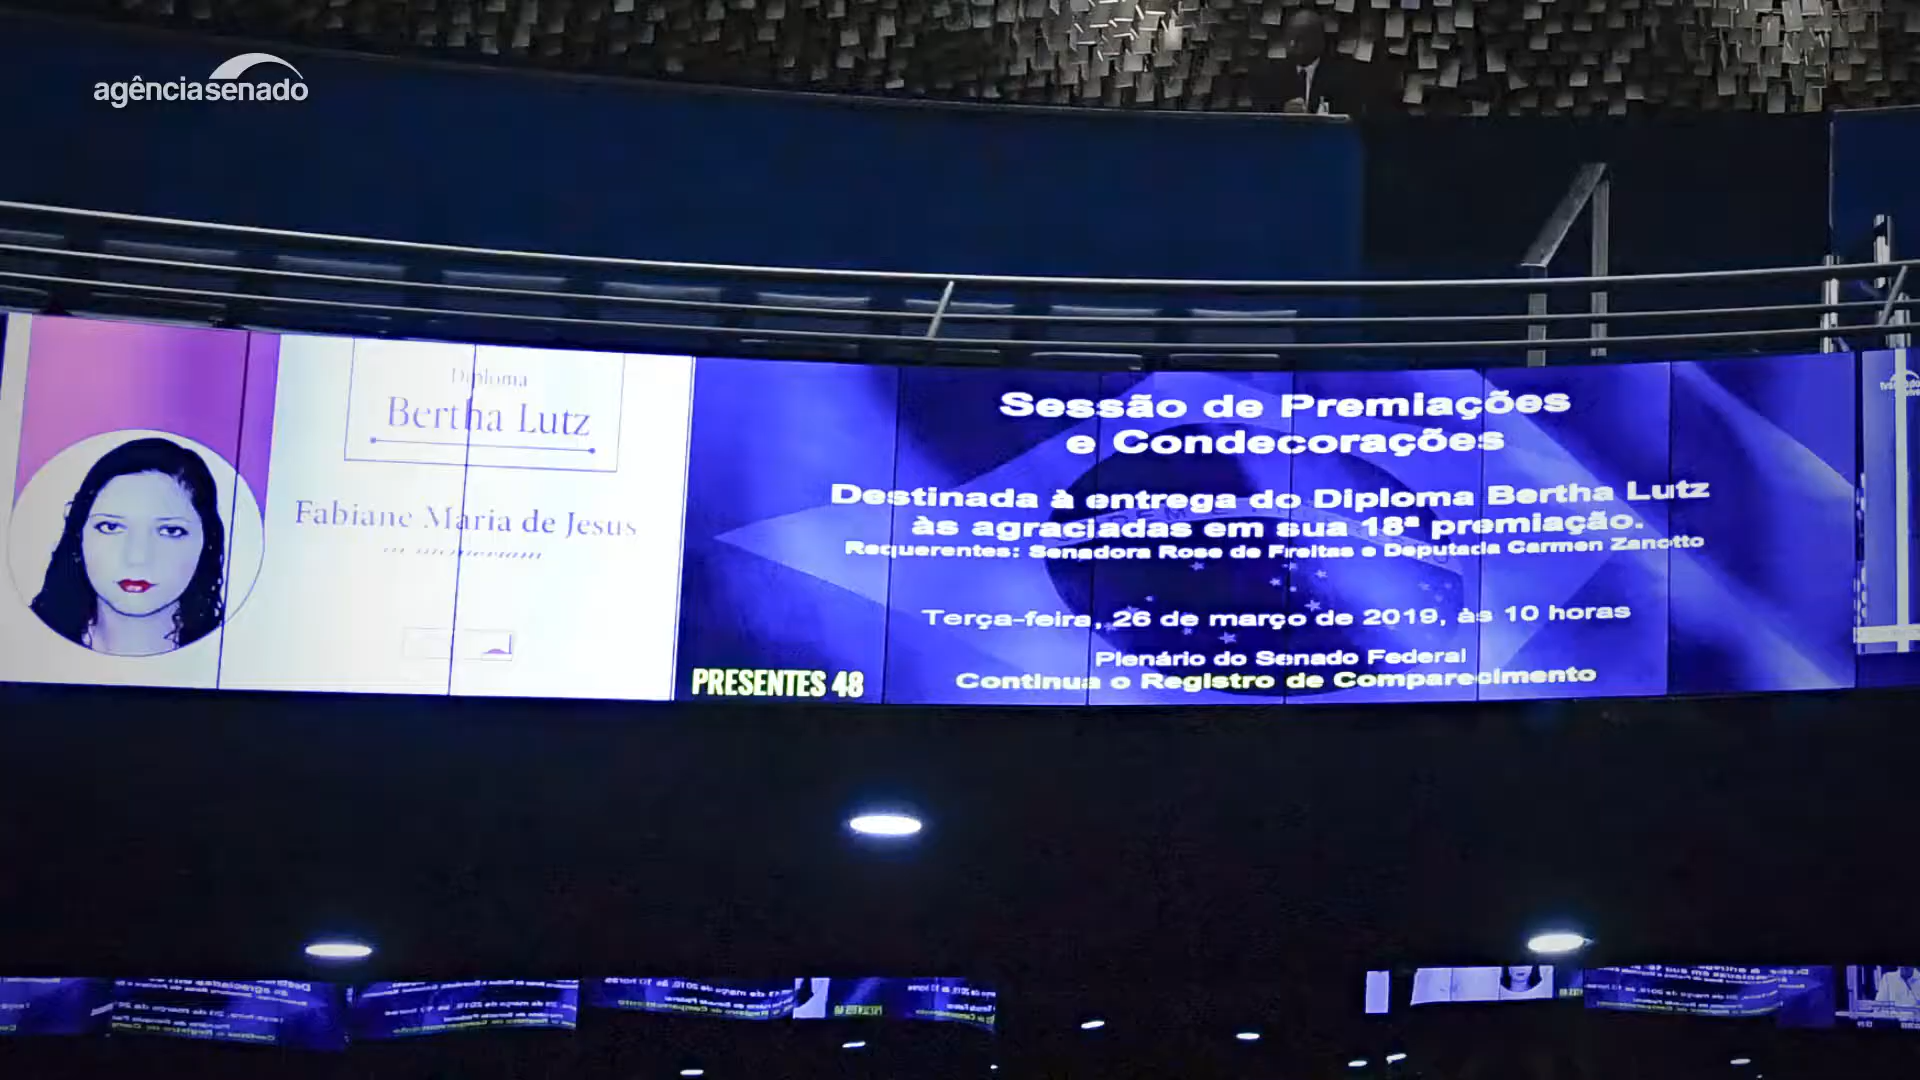 agênciasenado
Diploma
Bertha Lutz
Fabiane Maria de Jesus
in memoriam
Sessão de Premiações
e Condecorações
Destinada à entrega do Diploma Bertha Lutz
às agraciadas em sua 18ª premiação.
Requerentes: Senadora Rose de Freitas e Deputada Carmen Zanotto
Terça-feira, 26 de março de 2019, às 10 horas
Plenário do Senado Federal
PRESENTES 48
Continua o Registro de Comparecimento